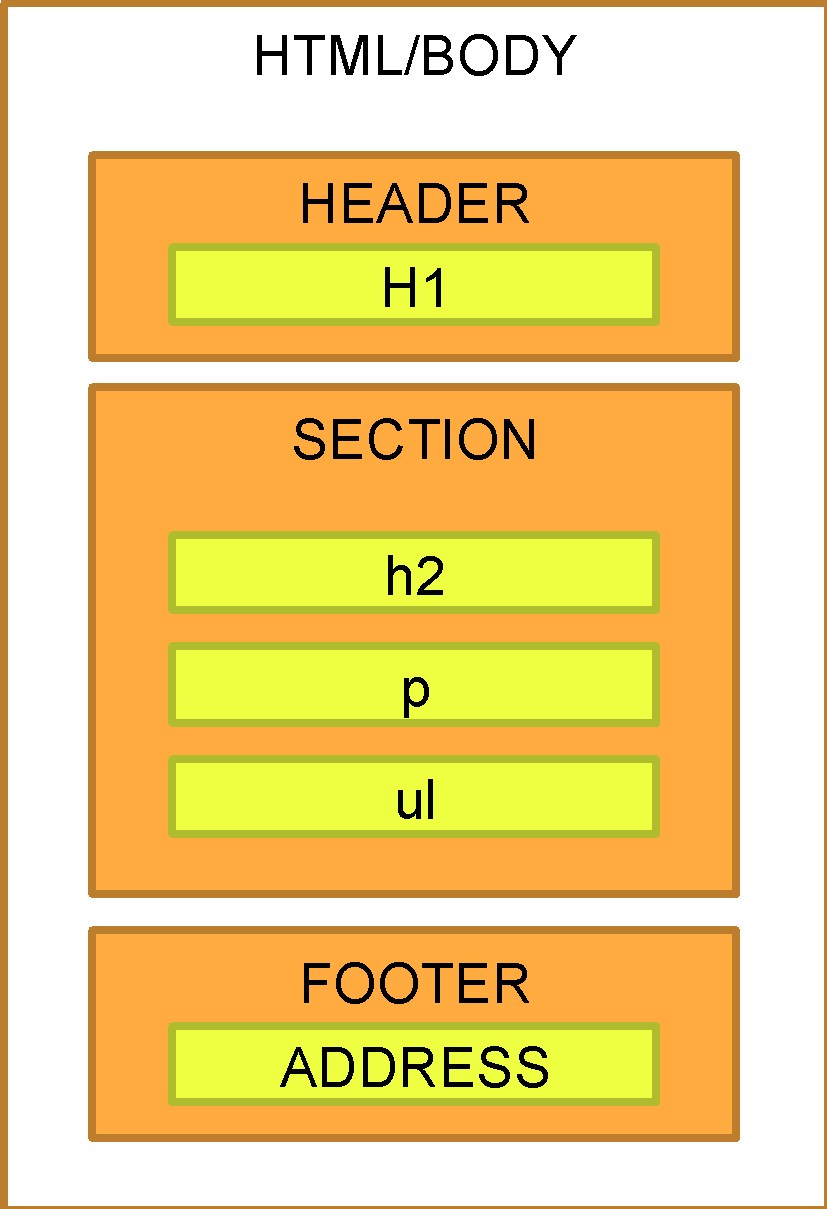 HTML/BODY
HEADER
H1
SECTION
h2
p
ul
FOOTER
ADDRESS